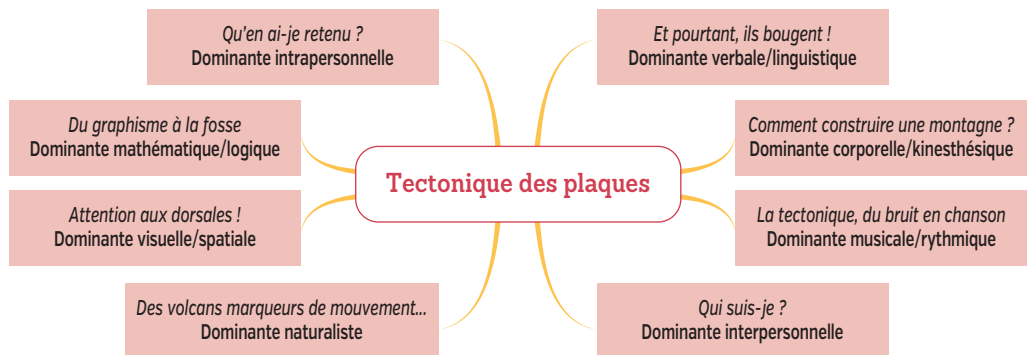 Qu’en ai-je retenu ?
Dominante intrapersonnelle
Et pourtant, ils bougent !
Dominante verbale/linguistique
Du graphisme à la fosse
Dominante mathématique/logique
Comment construire une montagne ?
Dominante corporelle/kinesthésique
Tectonique des plaques
Attention aux dorsales !
Dominante visuelle/spatiale
La tectonique, du bruit en chanson
Dominante musicale/rythmique
Des volcans marqueurs de mouvement...
Dominante naturaliste
Qui suis-je ?
Dominante interpersonnelle